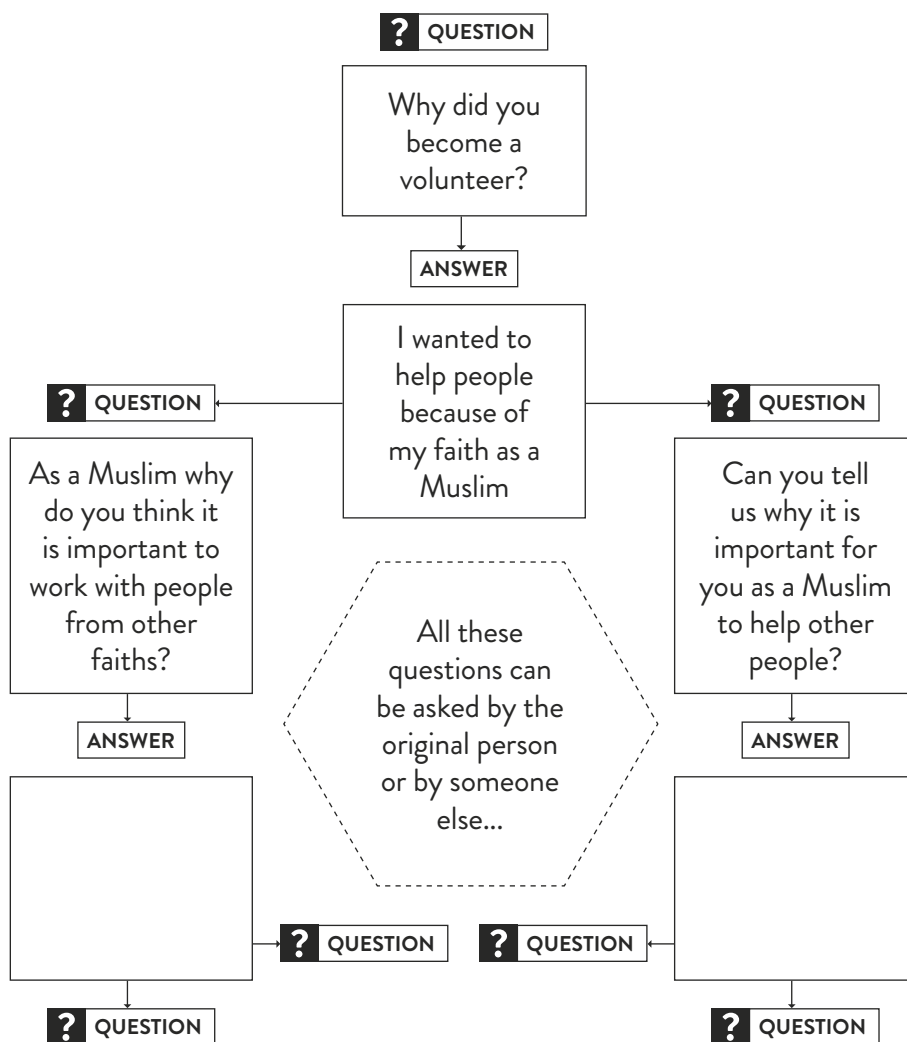 ? QUESTION
Why did you
become a
volunteer?
ANSWER
I wanted to
help people
because of
my faith as a
Muslim
? QUESTION
As a Muslim why
do you think it
is important to
work with people
from other
faiths?
ANSWER
? QUESTION
Can you tell
us why it is
important for
you as a Muslim
to help other
people?
ANSWER
All these
questions can
be asked by the
original person
or by someone
else...
? QUESTION
? QUESTION
? QUESTION
? QUESTION